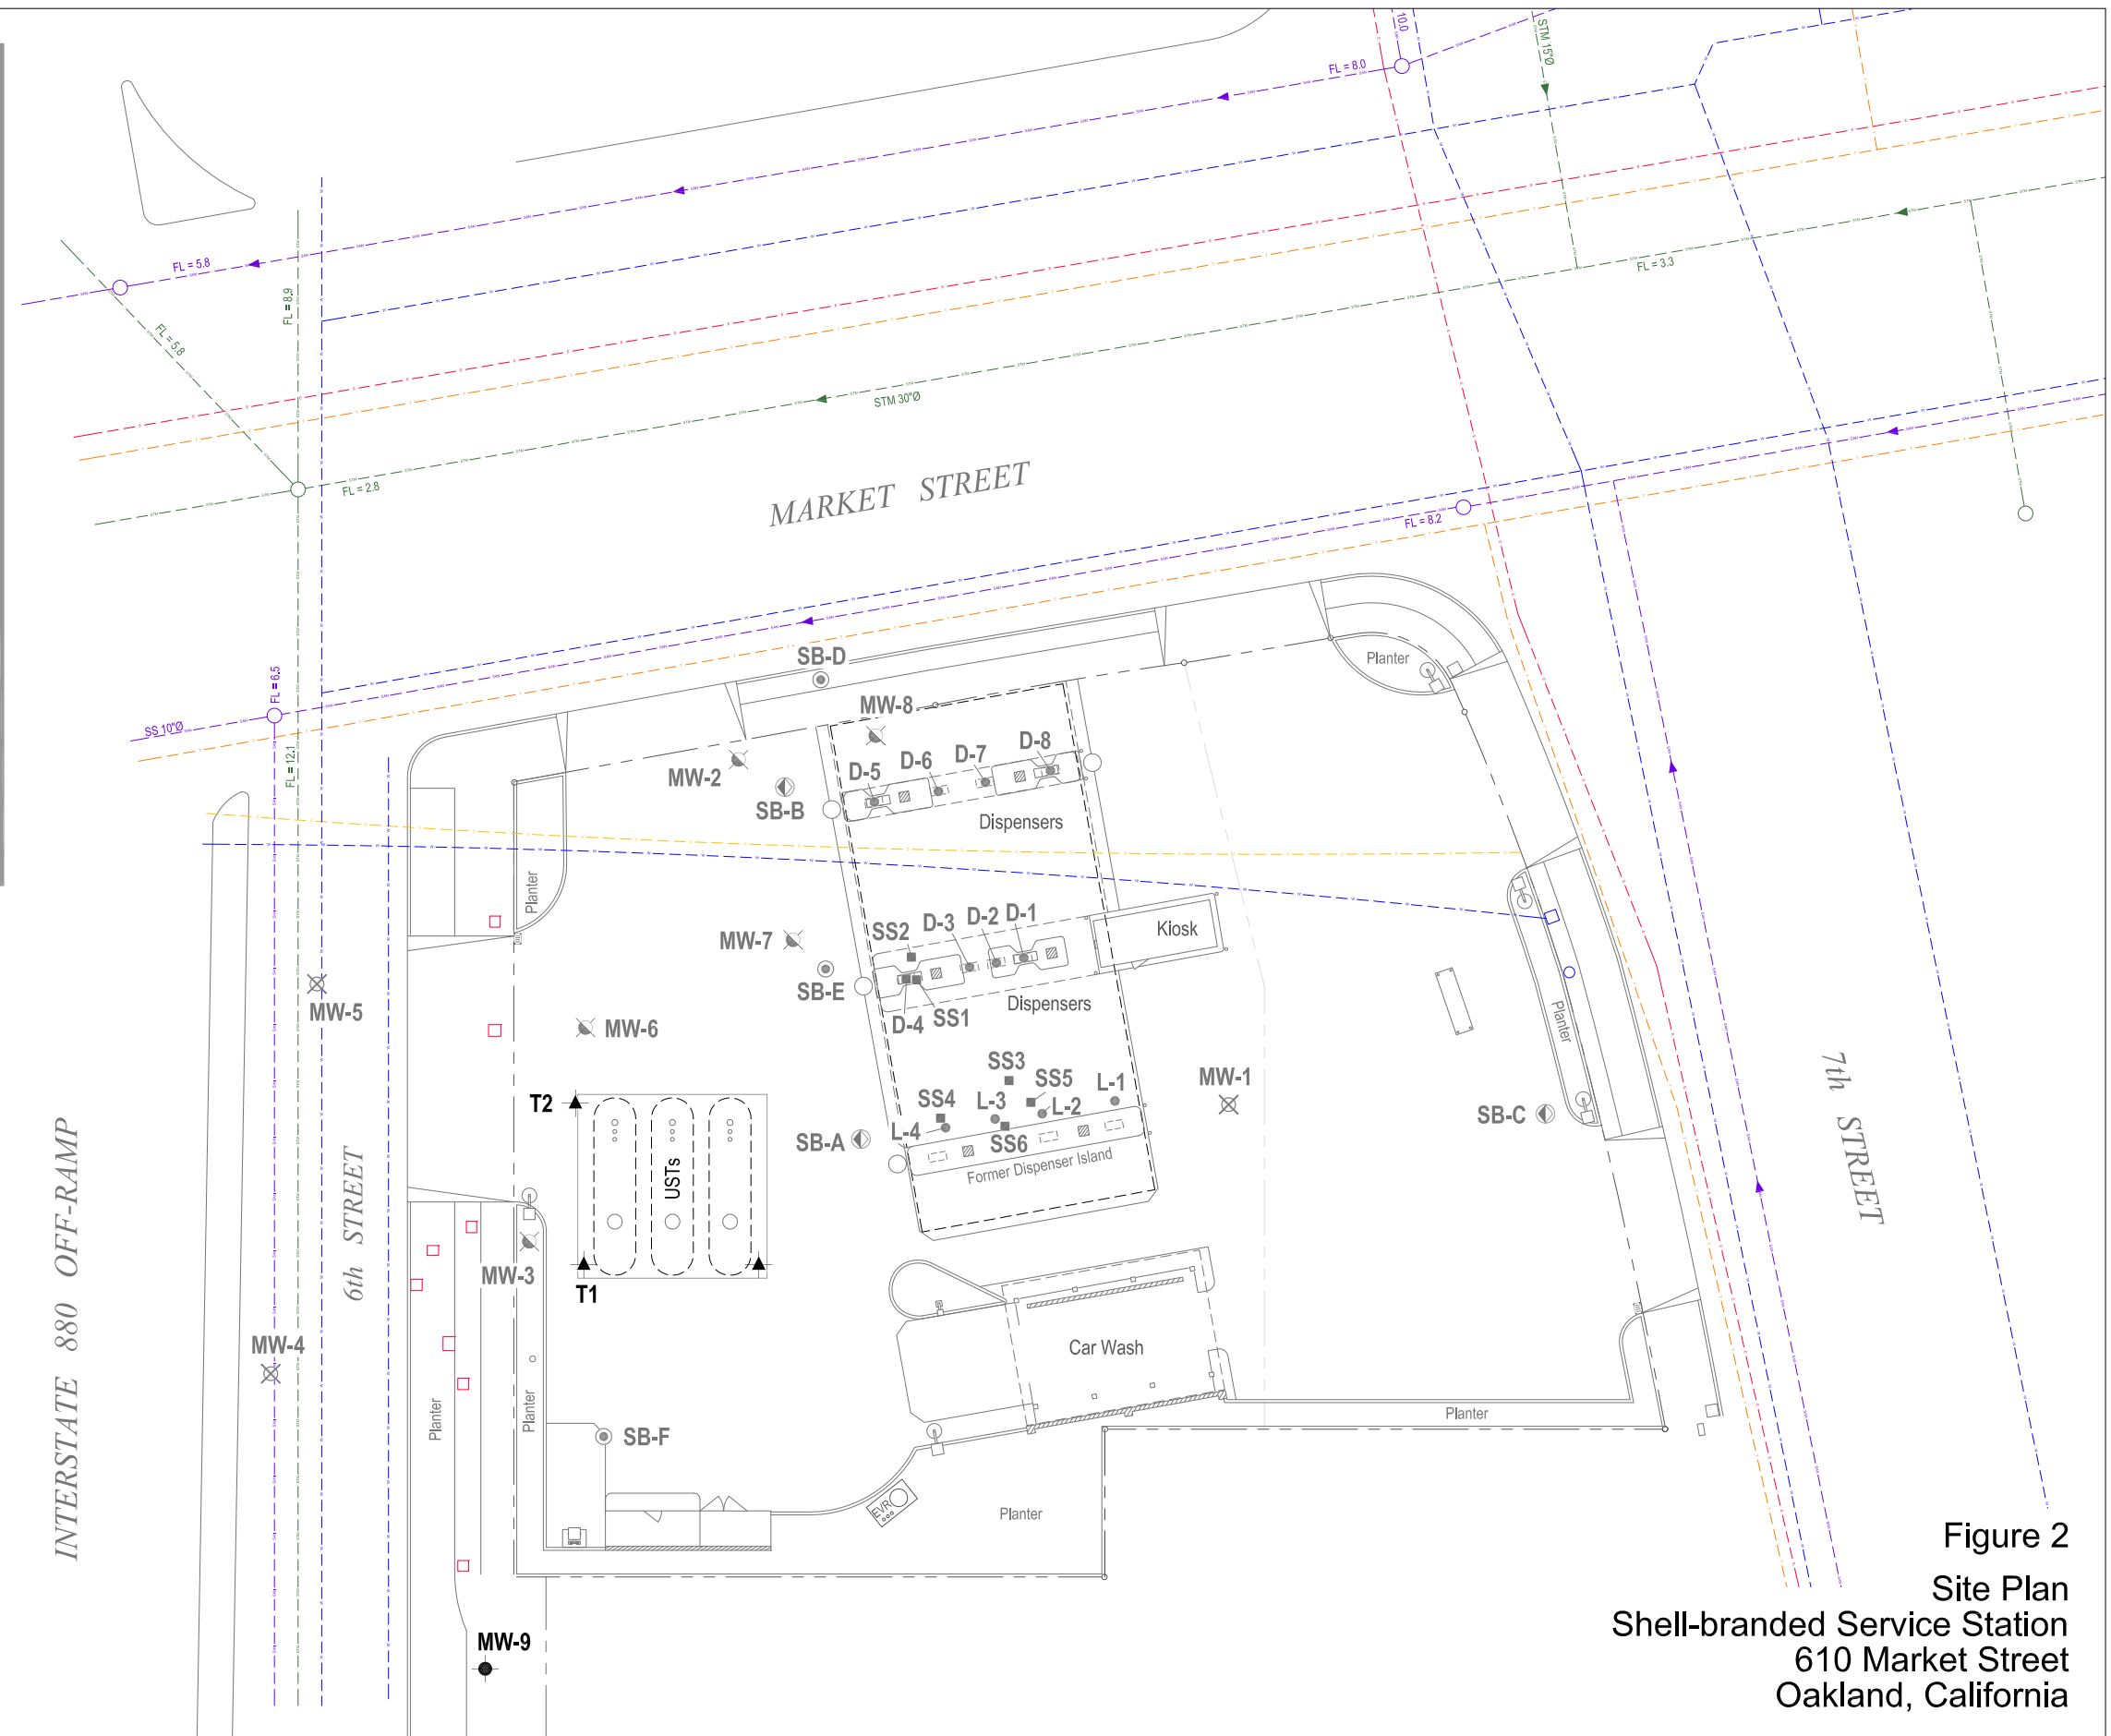 10.0
STM 15"Ø
FL = 8.0
FL = 5.8
FL = 8.9
FL = 5.8
FL = 3.3
STM 30"Ø
FL = 2.8
MARKET STREET
FL = 8.2
SB-D
Planter
FL = 6.5
SS 10"Ø
MW-8
D-8
D-7
D-6
D-5
MW-2
FL = 12.1
SB-B
Dispensers
Planter
SS2
D-3
D-2
D-1
Kiosk
MW-7
SB-E
MW-5
D-4
SS1
Dispensers
Planter
MW-6
SS3
SS5
L-1
MW-1
7th STREET
T2
SS4
L-3
L-2
SB-C
SB-A
L-4
SS6
USTs
Former Dispenser Island
6th STREET
INTERSTATE 880 OFF-RAMP
MW-3
T1
MW-4
Car Wash
Planter
Planter
Planter
SB-F
EVR
Planter
MW-9
Figure 2
Site Plan
Shell-branded Service Station
610 Market Street
Oakland, California